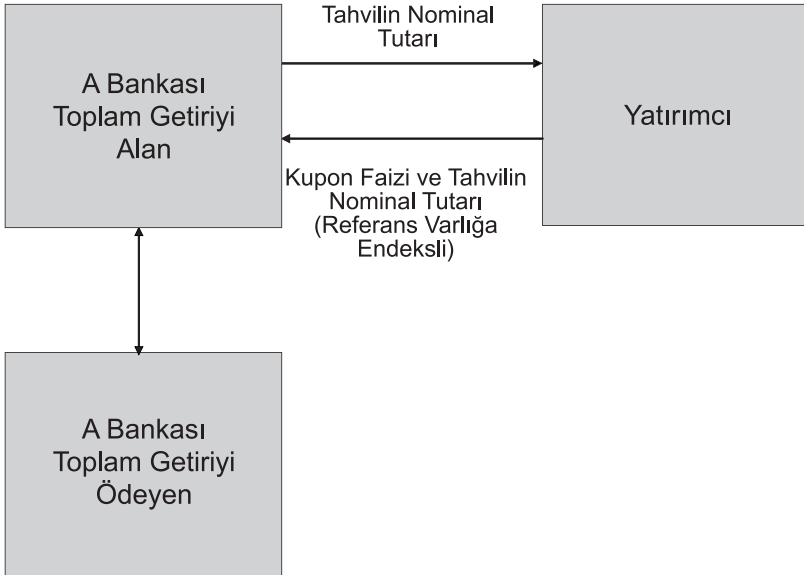 Tahvilin Nominal
Tutarı
A Bankası
Toplam Getiriyi
Alan
Yatırımcı
Kupon Faizi ve Tahvilin
Nominal Tutarı
(Referans Varlığa
Endeksli)
A Bankası
Toplam Getiriyi
Ödeyen